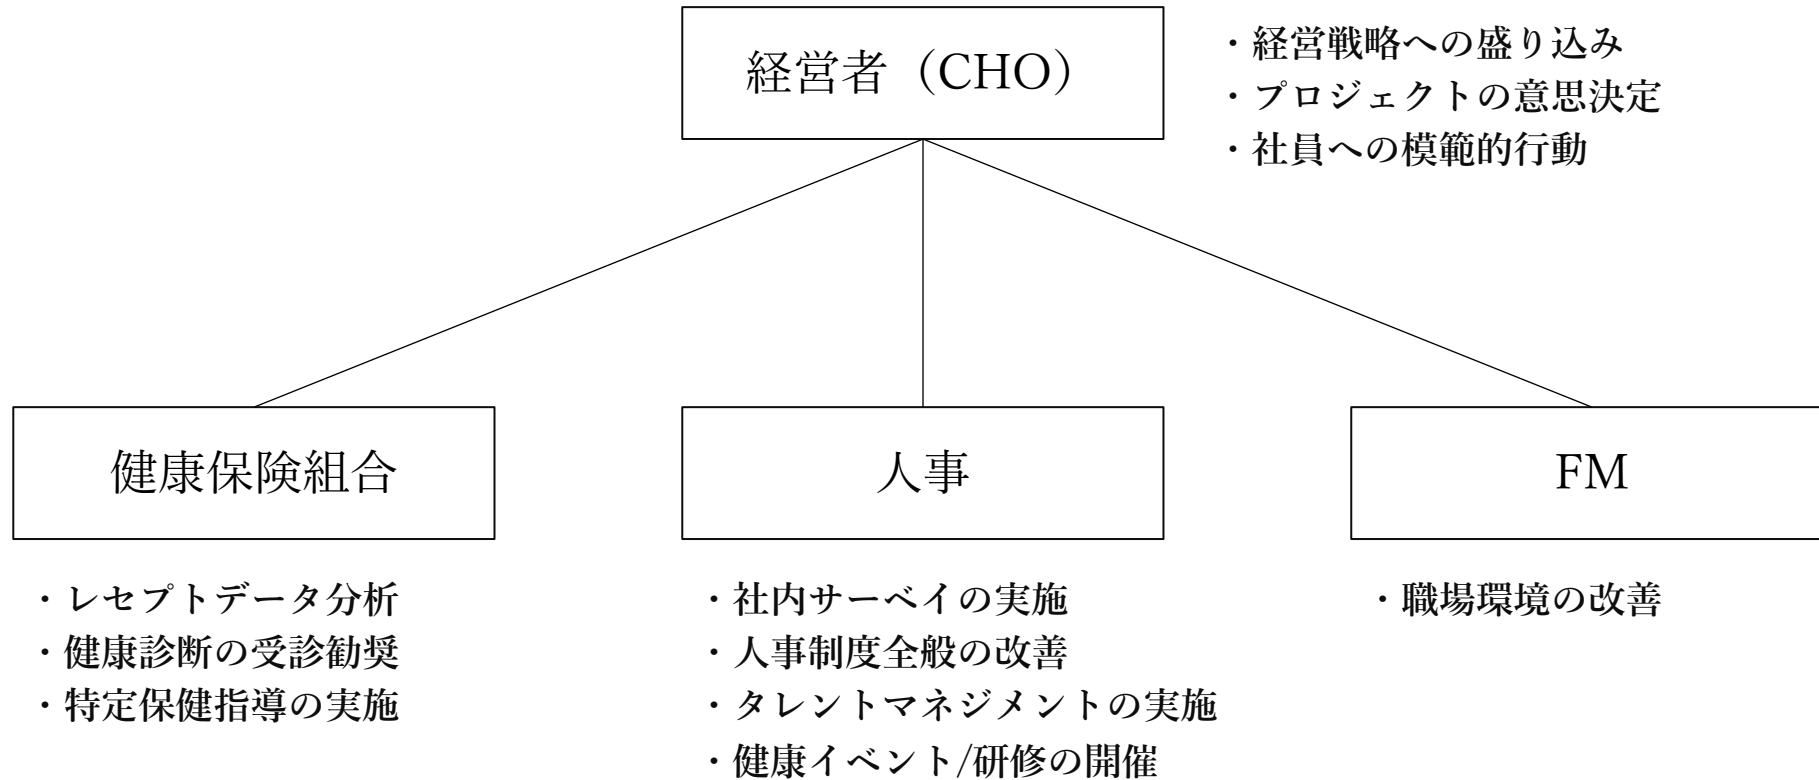 経営者（CHO）
・経営戦略への盛り込み
・プロジェクトの意思決定
・社員への模範的行動
健康保険組合
・レセプトデータ分析
・健康診断の受診勧奨
・特定保健指導の実施
人事
・社内サーベイの実施
・人事制度全般の改善
・タレントマネジメントの実施
・健康イベント/研修の開催
FM
・職場環境の改善